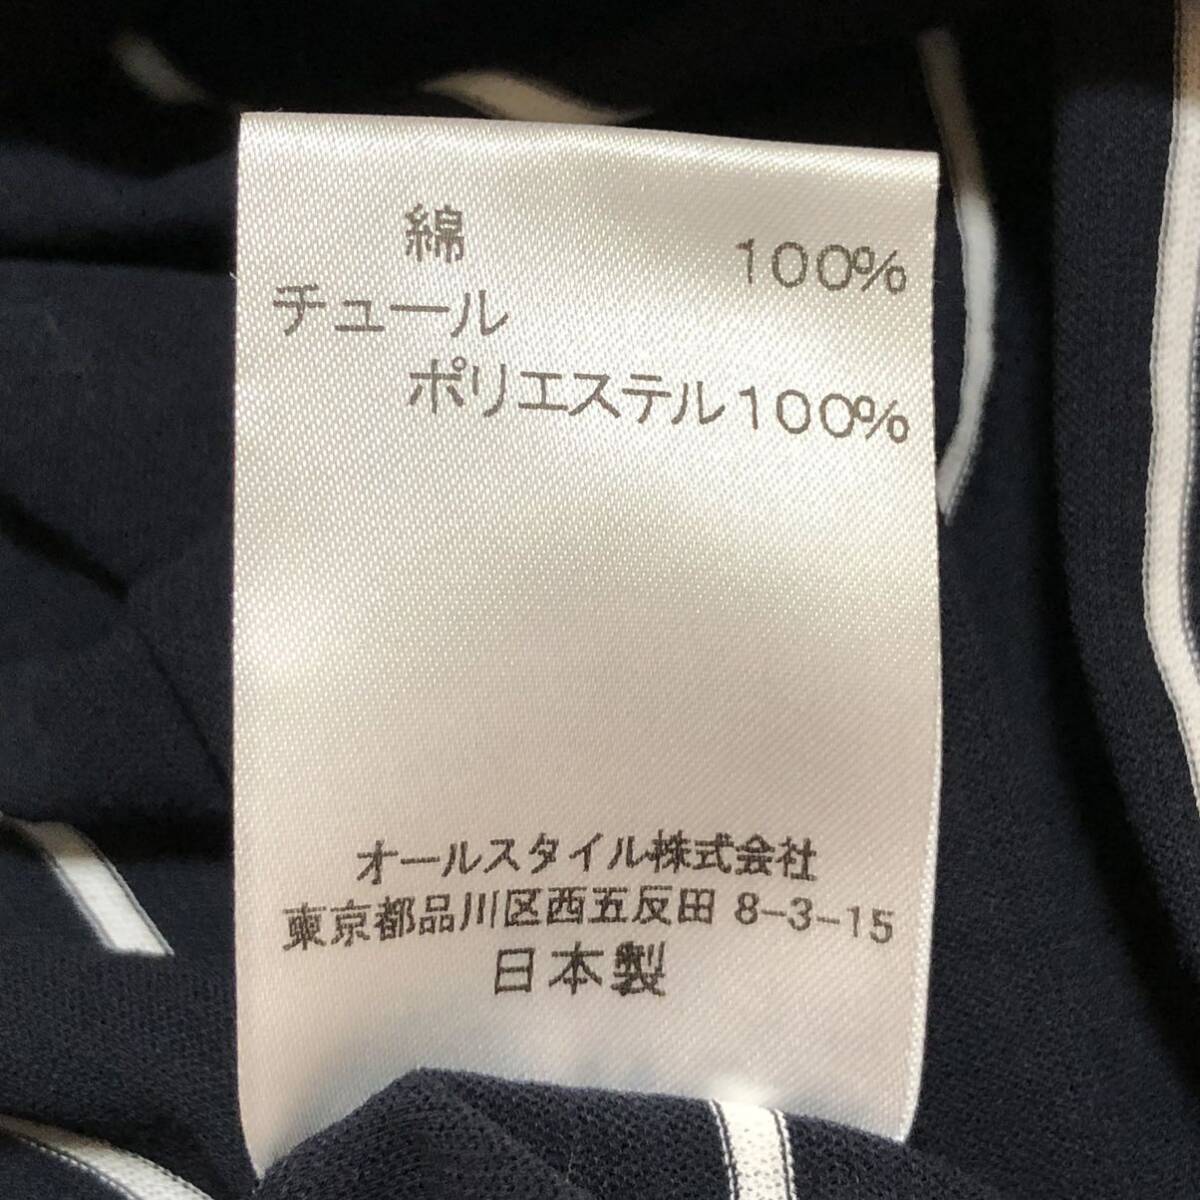 綿 100%
チュール
ポリエステル100%
オールスタイル株式会社
東京都品川区西五反田 8-3-15
日本製